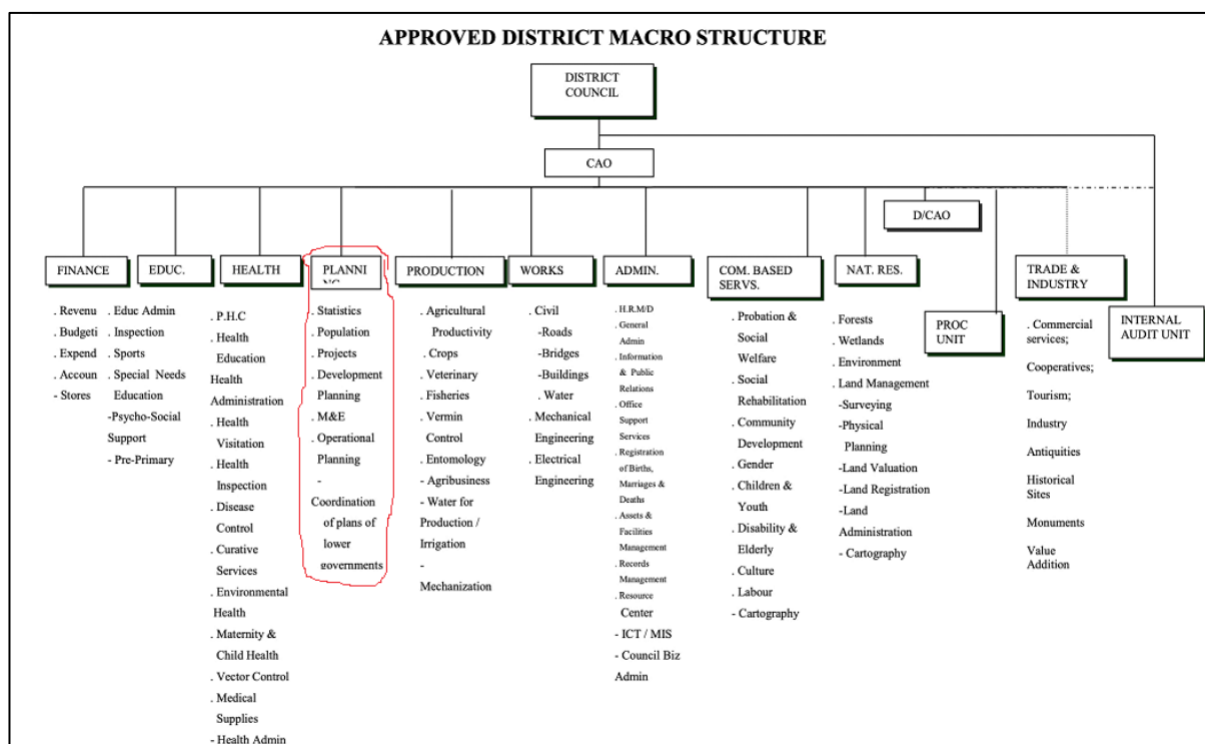 APPROVED DISTRICT MACRO STRUCTURE
DISTRICT
COUNCIL
CAO
D/CAO
FINANCE
. Revenu
. Budgeti
. Expend
. Accoun
- Stores
EDUC.
. Educ Admin
. Inspection
. Sports
. Special Needs
Education
-Psycho-Social
Support
- Pre-Primary
HEALTH
. P.H.C
. Health
Education
Health
Administration
. Health
Visitation
. Health
Inspection
. Disease
Control
. Curative
Services
. Environmental
Health
. Maternity &
Child Health
. Vector Control
. Medical
Supplies
- Health Admin
PLANNI
NG
. Statistics
. Population
. Projects
. Development
Planning
. M&E
. Operational
Planning
-
Coordination
of plans of
lower
governments
PRODUCTION
. Agricultural
Productivity
. Crops
. Veterinary
. Fisheries
. Vermin
Control
. Entomology
- Agribusiness
- Water for
Production /
Irrigation
-
Mechanization
WORKS
. Civil
-Roads
-Bridges
-Buildings
. Water
. Mechanical
Engineering
. Electrical
Engineering
ADMIN.
. H.R.M/D
. General
Admin
. Information
& Public
Relations
. Office
Support
Services
. Registration
of Births,
Marriages &
Deaths
. Assets &
Facilities
Management
. Records
Management
. Resource
Center
- ICT / MIS
- Council Biz
Admin
COM. BASED
SERVS.
. Probation &
Social
Welfare
. Social
Rehabilitation
. Community
Development
. Gender
. Children &
Youth
. Disability &
Elderly
. Culture
. Labour
- Cartography
NAT. RES.
. Forests
. Wetlands
. Environment
. Land Management
-Surveying
-Physical
Planning
-Land Valuation
-Land Registration
-Land
Administration
- Cartography
PROC
UNIT
TRADE &
INDUSTRY
. Commercial
services;
Cooperatives;
Tourism;
Industry
Antiquities
Historical
Sites
Monuments
Value
Addition
INTERNAL
AUDIT UNIT